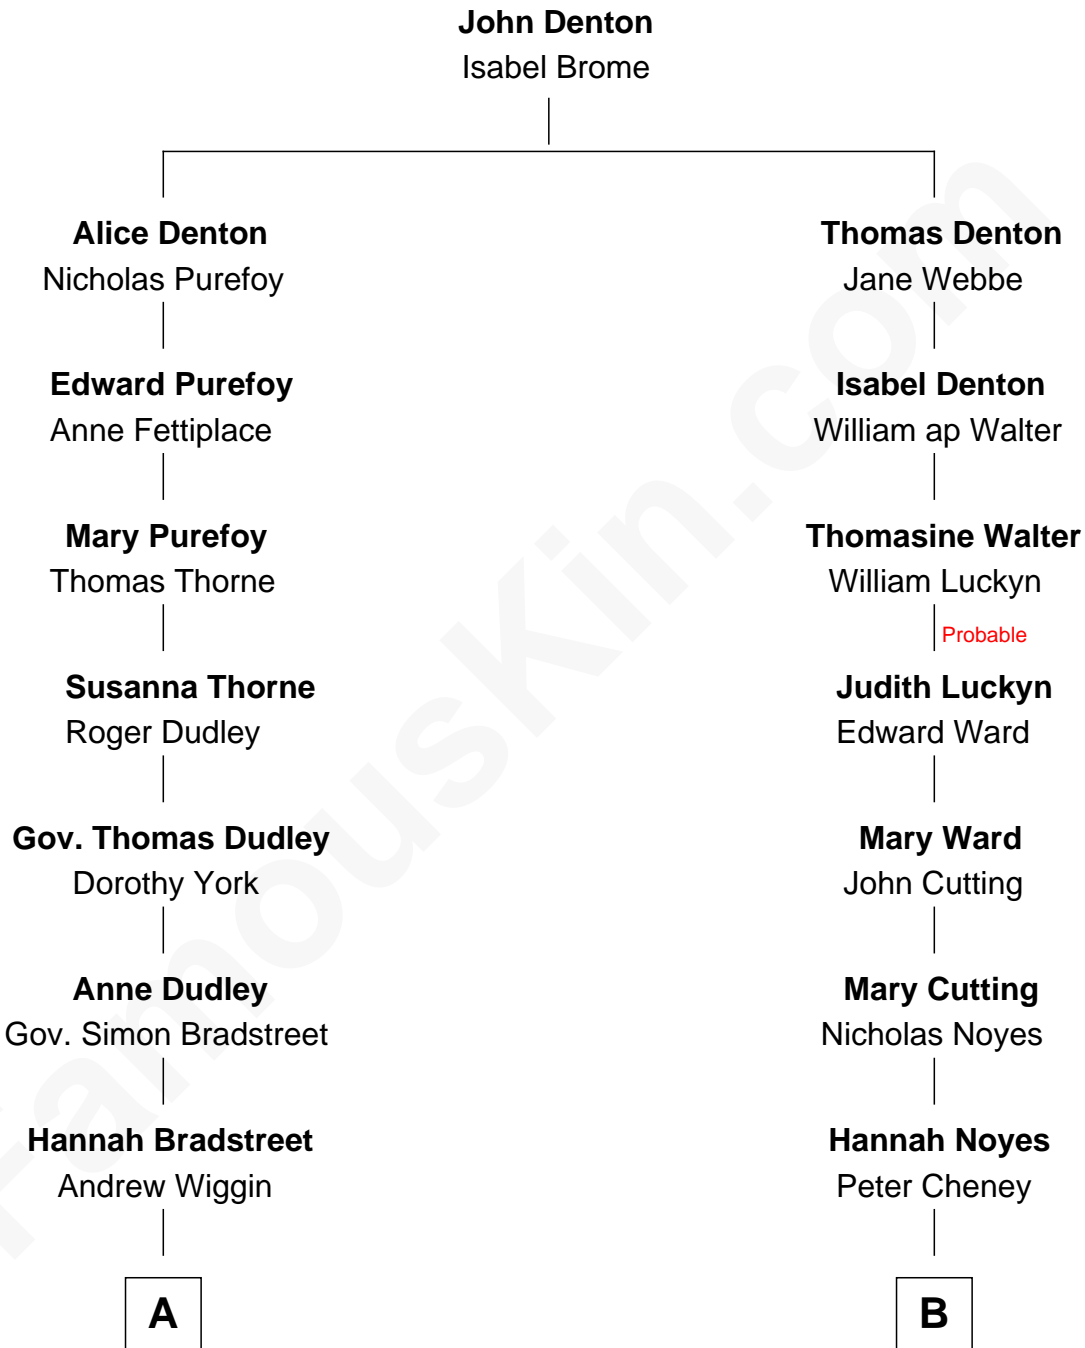 John Denton
Isabel Brome
Alice Denton
Nicholas Purefoy
Thomas Denton
Jane Webbe
Edward Purefoy
Anne Fettiplace
Isabel Denton
William ap Walter
Mary Purefoy
Thomas Thorne
Thomasine Walter
William Luckyn
Probable
Susanna Thorne
Roger Dudley
Judith Luckyn
Edward Ward
Gov. Thomas Dudley
Dorothy York
Mary Ward
John Cutting
Anne Dudley
Gov. Simon Bradstreet
Mary Cutting
Nicholas Noyes
Hannah Bradstreet
Andrew Wiggin
Hannah Noyes
Peter Cheney
A
B
FamousKin.com